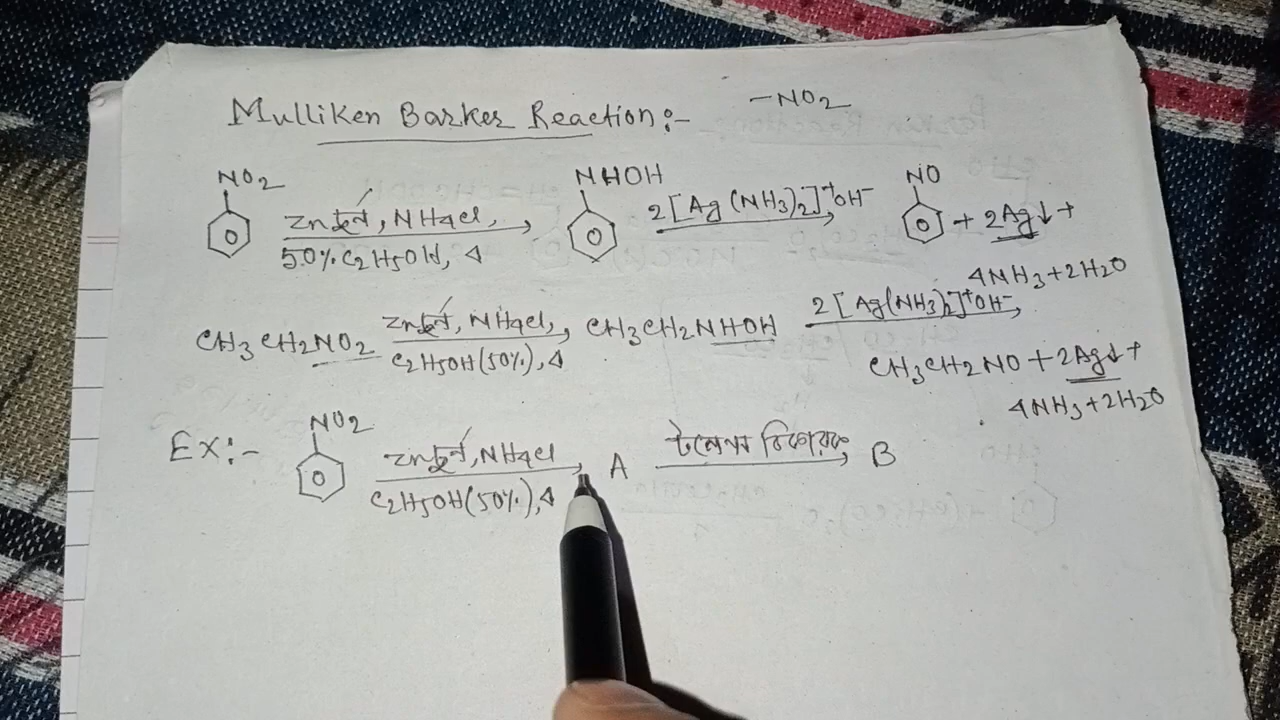 Mulliken Barker Reaction:- -NO2
NO2 NHOH NO
Zn চূর্ণ, NH4Cl, 2[Ag(NH3)2]+OH- + 2Ag↓ +
50% C2H5OH, Δ
4NH3+2H2O
CH3CH2NO2 Zn চূর্ণ, NH4Cl, CH3CH2NHOH 2[Ag(NH3)2]+OH-
C2H5OH(50%), Δ
CH3CH2NO + 2Ag↓ +
4NH3+2H2O
Ex:- NO2
Zn চূর্ণ, NH4Cl A টলেন্স বিকারক B
C2H5OH(50%), Δ